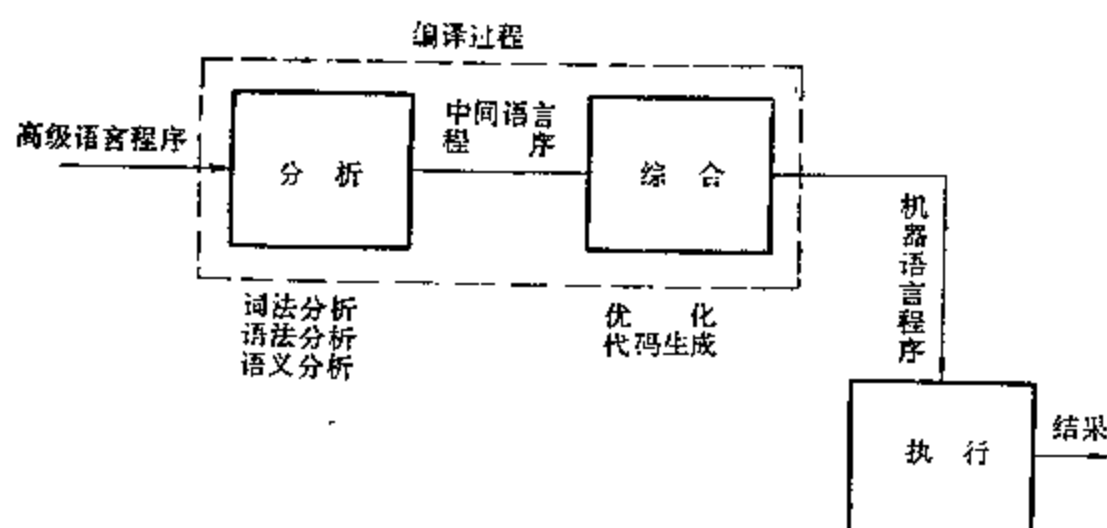 编译过程
高级语言程序
分 析
中间语言
程 序
综 合
机器语言程序
词法分析
语法分析
语义分析
优 化
代码生成
执 行
结果